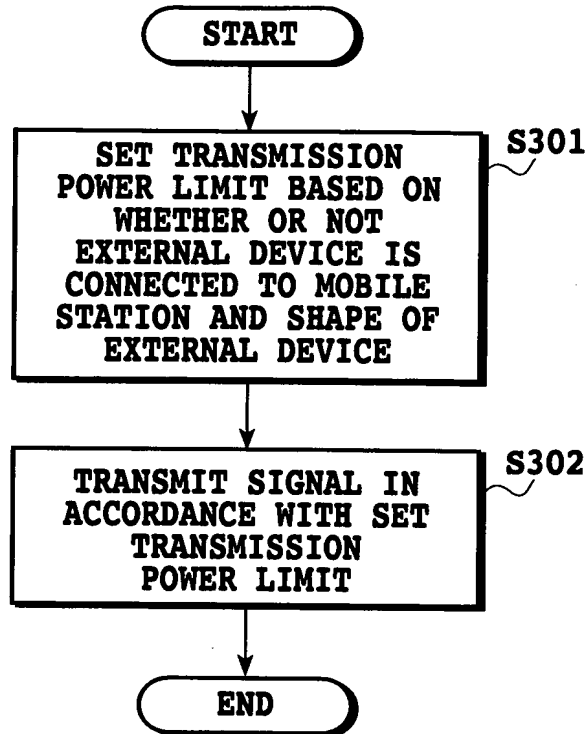 START
SET TRANSMISSION
POWER LIMIT BASED ON
WHETHER OR NOT
EXTERNAL DEVICE IS
CONNECTED TO MOBILE
STATION AND SHAPE OF
EXTERNAL DEVICE
S301
TRANSMIT SIGNAL IN
ACCORDANCE WITH SET
TRANSMISSION
POWER LIMIT
S302
END